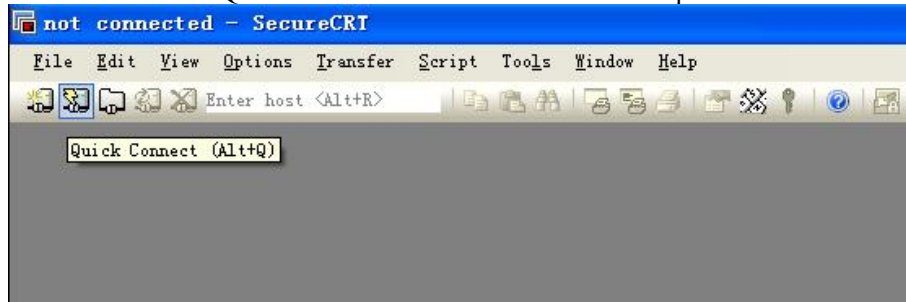 not connected - SecureCRT
File Edit View Options Transfer Script Tools Window Help
Enter host <Alt+R>
Quick Connect (Alt+Q)